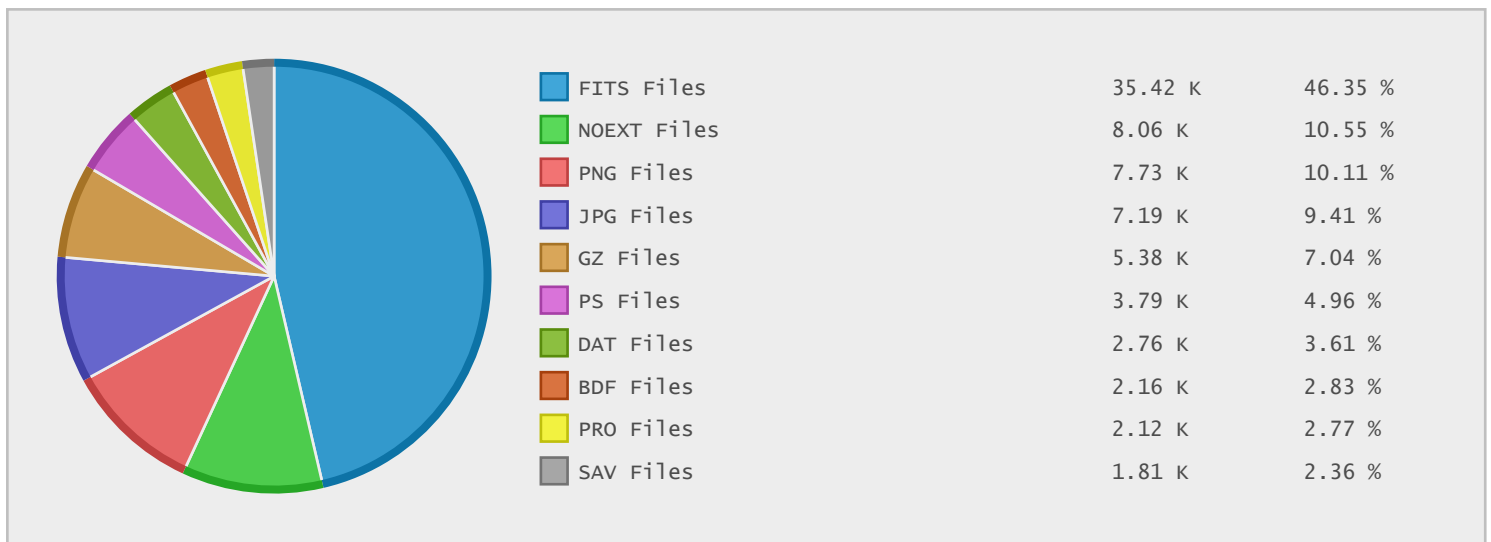 FITS Files 35.42 K 46.35 %
NOEXT Files 8.06 K 10.55 %
PNG Files 7.73 K 10.11 %
JPG Files 7.19 K 9.41 %
GZ Files 5.38 K 7.04 %
PS Files 3.79 K 4.96 %
DAT Files 2.76 K 3.61 %
BDF Files 2.16 K 2.83 %
PRO Files 2.12 K 2.77 %
SAV Files 1.81 K 2.36 %